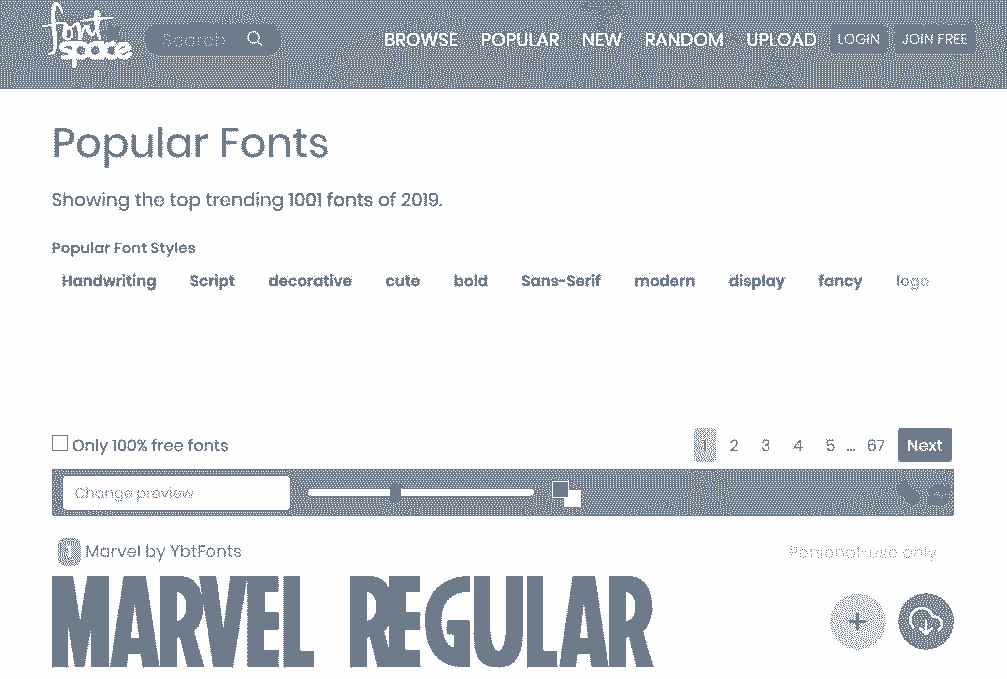 font space
Search BROWSE POPULAR NEW RANDOM UPLOAD LOGIN JOIN FREE
Popular Fonts
Showing the top trending 1001 fonts of 2019.
Popular Font Styles
Handwriting Script decorative cute bold Sans-Serif modern display fancy logo
Only 100% free fonts 1 2 3 4 5 ... 67 Next
Change preview
Marvel by YbtFonts Personal-use only
MARVEL REGULAR